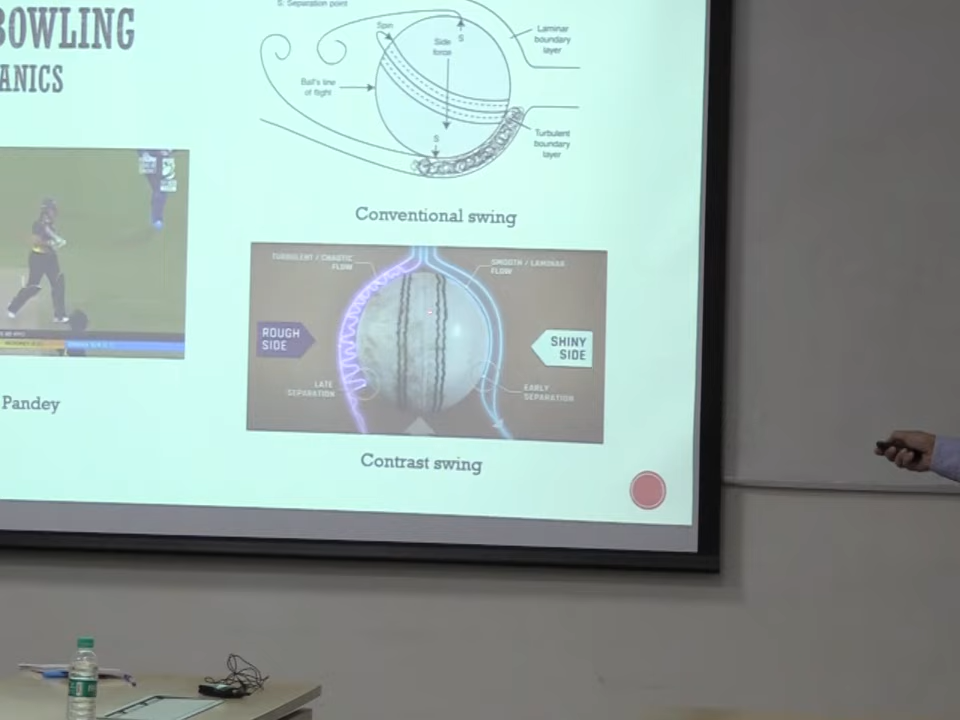 BOWLING
ANICS
S: Separation point
Spin
S
Side
force
Laminar
boundary
layer
Ball's line
of flight
S
Turbulent
boundary
layer
Conventional swing
TURBULENT / CHAOTIC
FLOW
SMOOTH / LAMINAR
FLOW
ROUGH
SIDE
SHINY
SIDE
LATE
SEPARATION
EARLY
SEPARATION
Pandey
Contrast swing